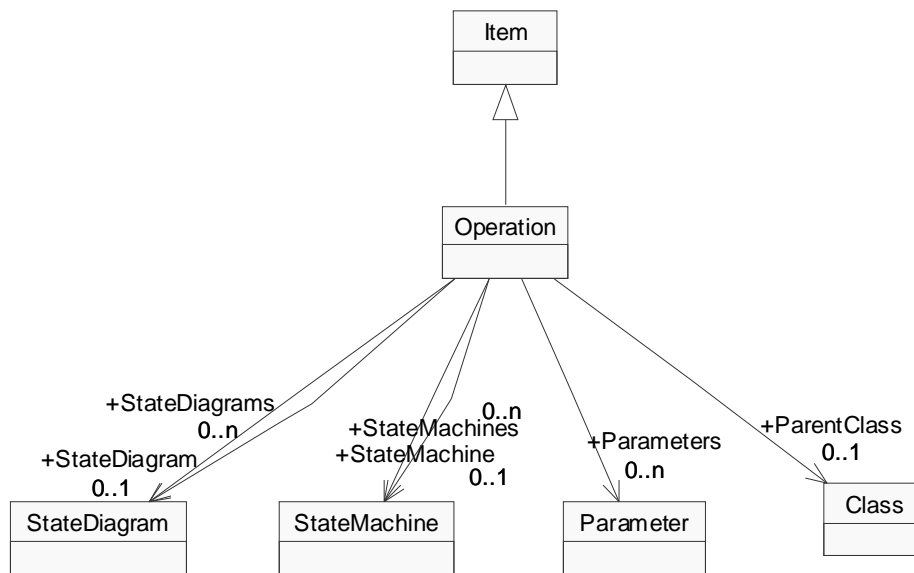 Item
Operation
+StateDiagrams
0..n
+StateDiagram
0..1
0..n
+StateMachines
+StateMachine
0..1
+Parameters
0..n
+ParentClass
0..1
StateDiagram
StateMachine
Parameter
Class